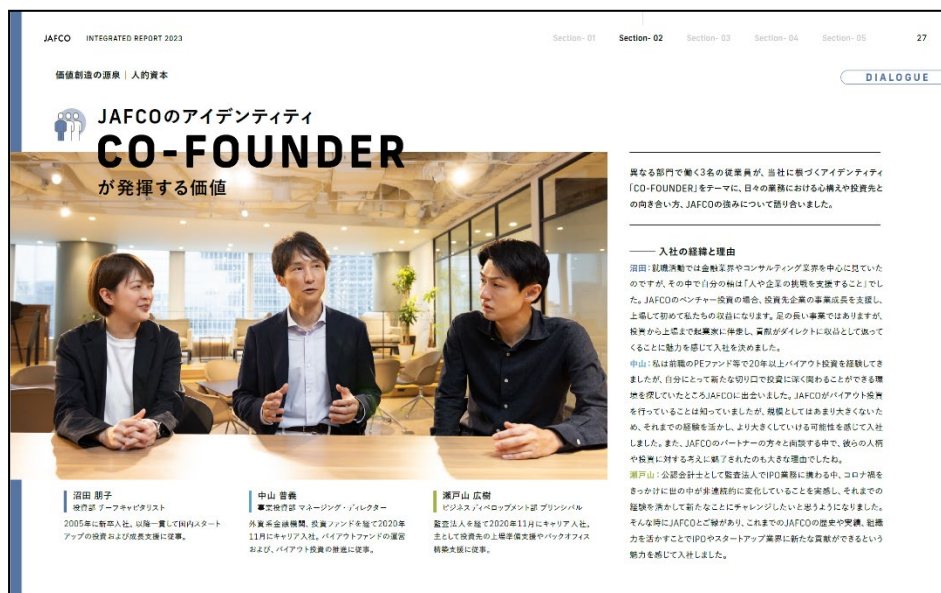 JAFCO INTEGRATED REPORT 2023
Section- 01 Section- 02 Section- 03 Section- 04 Section- 05 27
価値創造の源泉 | 人的資本
DIALOGUE
JAFCOのアイデンティティ
CO-FOUNDER
が発揮する価値
異なる部門で働く3名の従業員が、当社に根づくアイデンティティ
「CO-FOUNDER」をテーマに、日々の業務における心構えや投資先と
の向き合い方、JAFCOの強みについて語り合いました。
入社の経緯と理由
沼田：就職活動では金融業界やコンサルティング業界を中心に見ていた
のですが、その中で自分の軸は「人や企業の挑戦を支援すること」でし
た。JAFCOのベンチャー投資の場合、投資先企業の事業成長を支援し、
上場して初めて私たちの収益になります。足の長い事業ではありますが、
投資から上場まで起業家に伴走し、貢献がダイレクトに収益として返って
くることに魅力を感じて入社を決めました。
中山：私は前職のPEファンド等で20年以上バイアウト投資を経験してき
ましたが、自分にとって新たな切り口で投資に深く関わることができる環
境を探していたところJAFCOに出会いました。JAFCOがバイアウト投資
を行っていることは知っていましたが、規模としてはあまり大きくないた
め、それまでの経験を活かし、より大きくしていける可能性を感じて入社
しました。また、JAFCOのパートナーの方々と面談する中で、彼らの人柄
や投資に対する考えに魅了されたのも大きな理由でしたね。
瀬戸山：公認会計士として監査法人でIPO業務に携わる中、コロナ禍を
きっかけに世の中が非連続的に変化していることを実感し、それまでの
経験を活かして新たなことにチャレンジしたいと思うようになりました。
そんな時にJAFCOとご縁があり、これまでのJAFCOの歴史や実績、組織
力を活かすことでIPOやスタートアップ業界に新たな貢献ができるという
魅力を感じて入社しました。
沼田 朋子
投資部 チーフキャピタリスト
2005年に新卒入社。以降一貫して国内スタート
アップの投資および成長支援に従事。
中山 普義
事業投資部 マネージング・ディレクター
外資系金融機関、投資ファンドを経て2020年
11月にキャリア入社。バイアウトファンドの運営
および、バイアウト投資の推進に従事。
瀬戸山 広樹
ビジネスディベロップメント部 プリンシパル
監査法人を経て2020年11月にキャリア入社。
主として投資先の上場準備支援やバックオフィス
構築支援に従事。